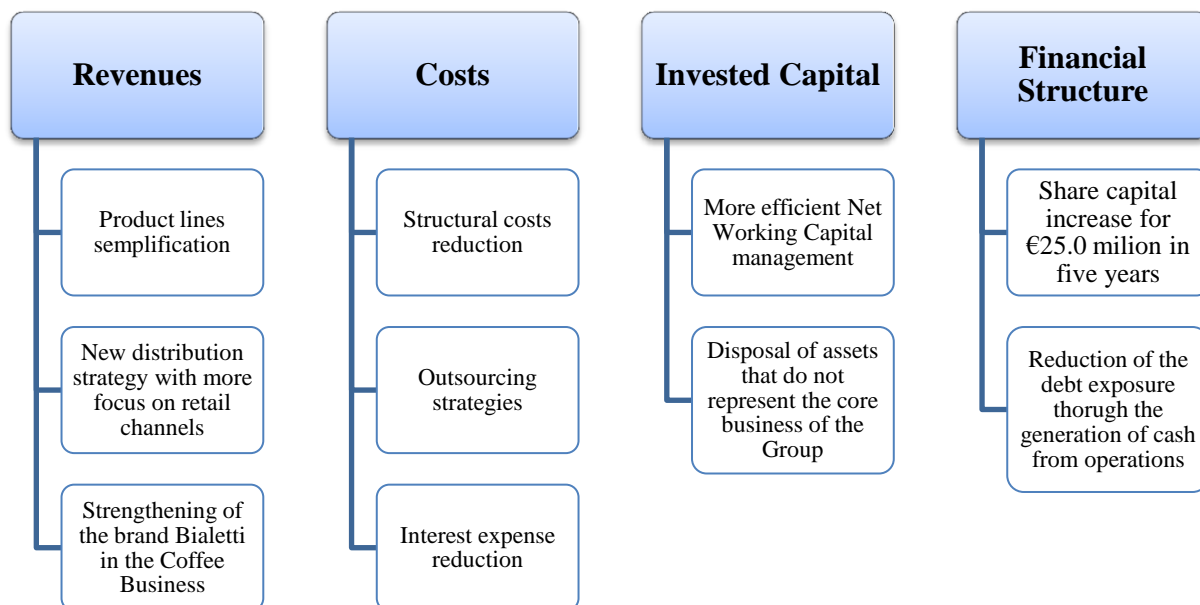 Revenues
Product lines
semplification
New distribution
strategy with more
focus on retail
channels
Strengthening of
the brand Bialetti
in the Coffee
Business
Costs
Structural costs
reduction
Outsourcing
strategies
Interest expense
reduction
Invested Capital
More efficient Net
Working Capital
management
Disposal of assets
that do not
represent the core
business of the
Group
Financial
Structure
Share capital
increase for
€25.0 milion in
five years
Reduction of the
debt exposure
thorugh the
generation of cash
from operations